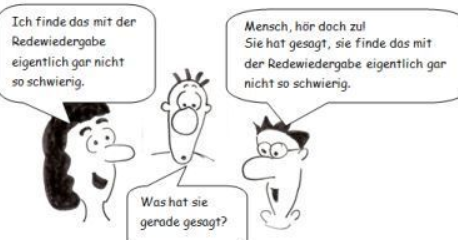 Ich finde das mit der
Redewiedergabe
eigentlich gar nicht
so schwierig.
Mensch, hör doch zu!
Sie hat gesagt, sie finde das mit
der Redewiedergabe eigentlich gar
nicht so schwierig.
Was hat sie
gerade gesagt?